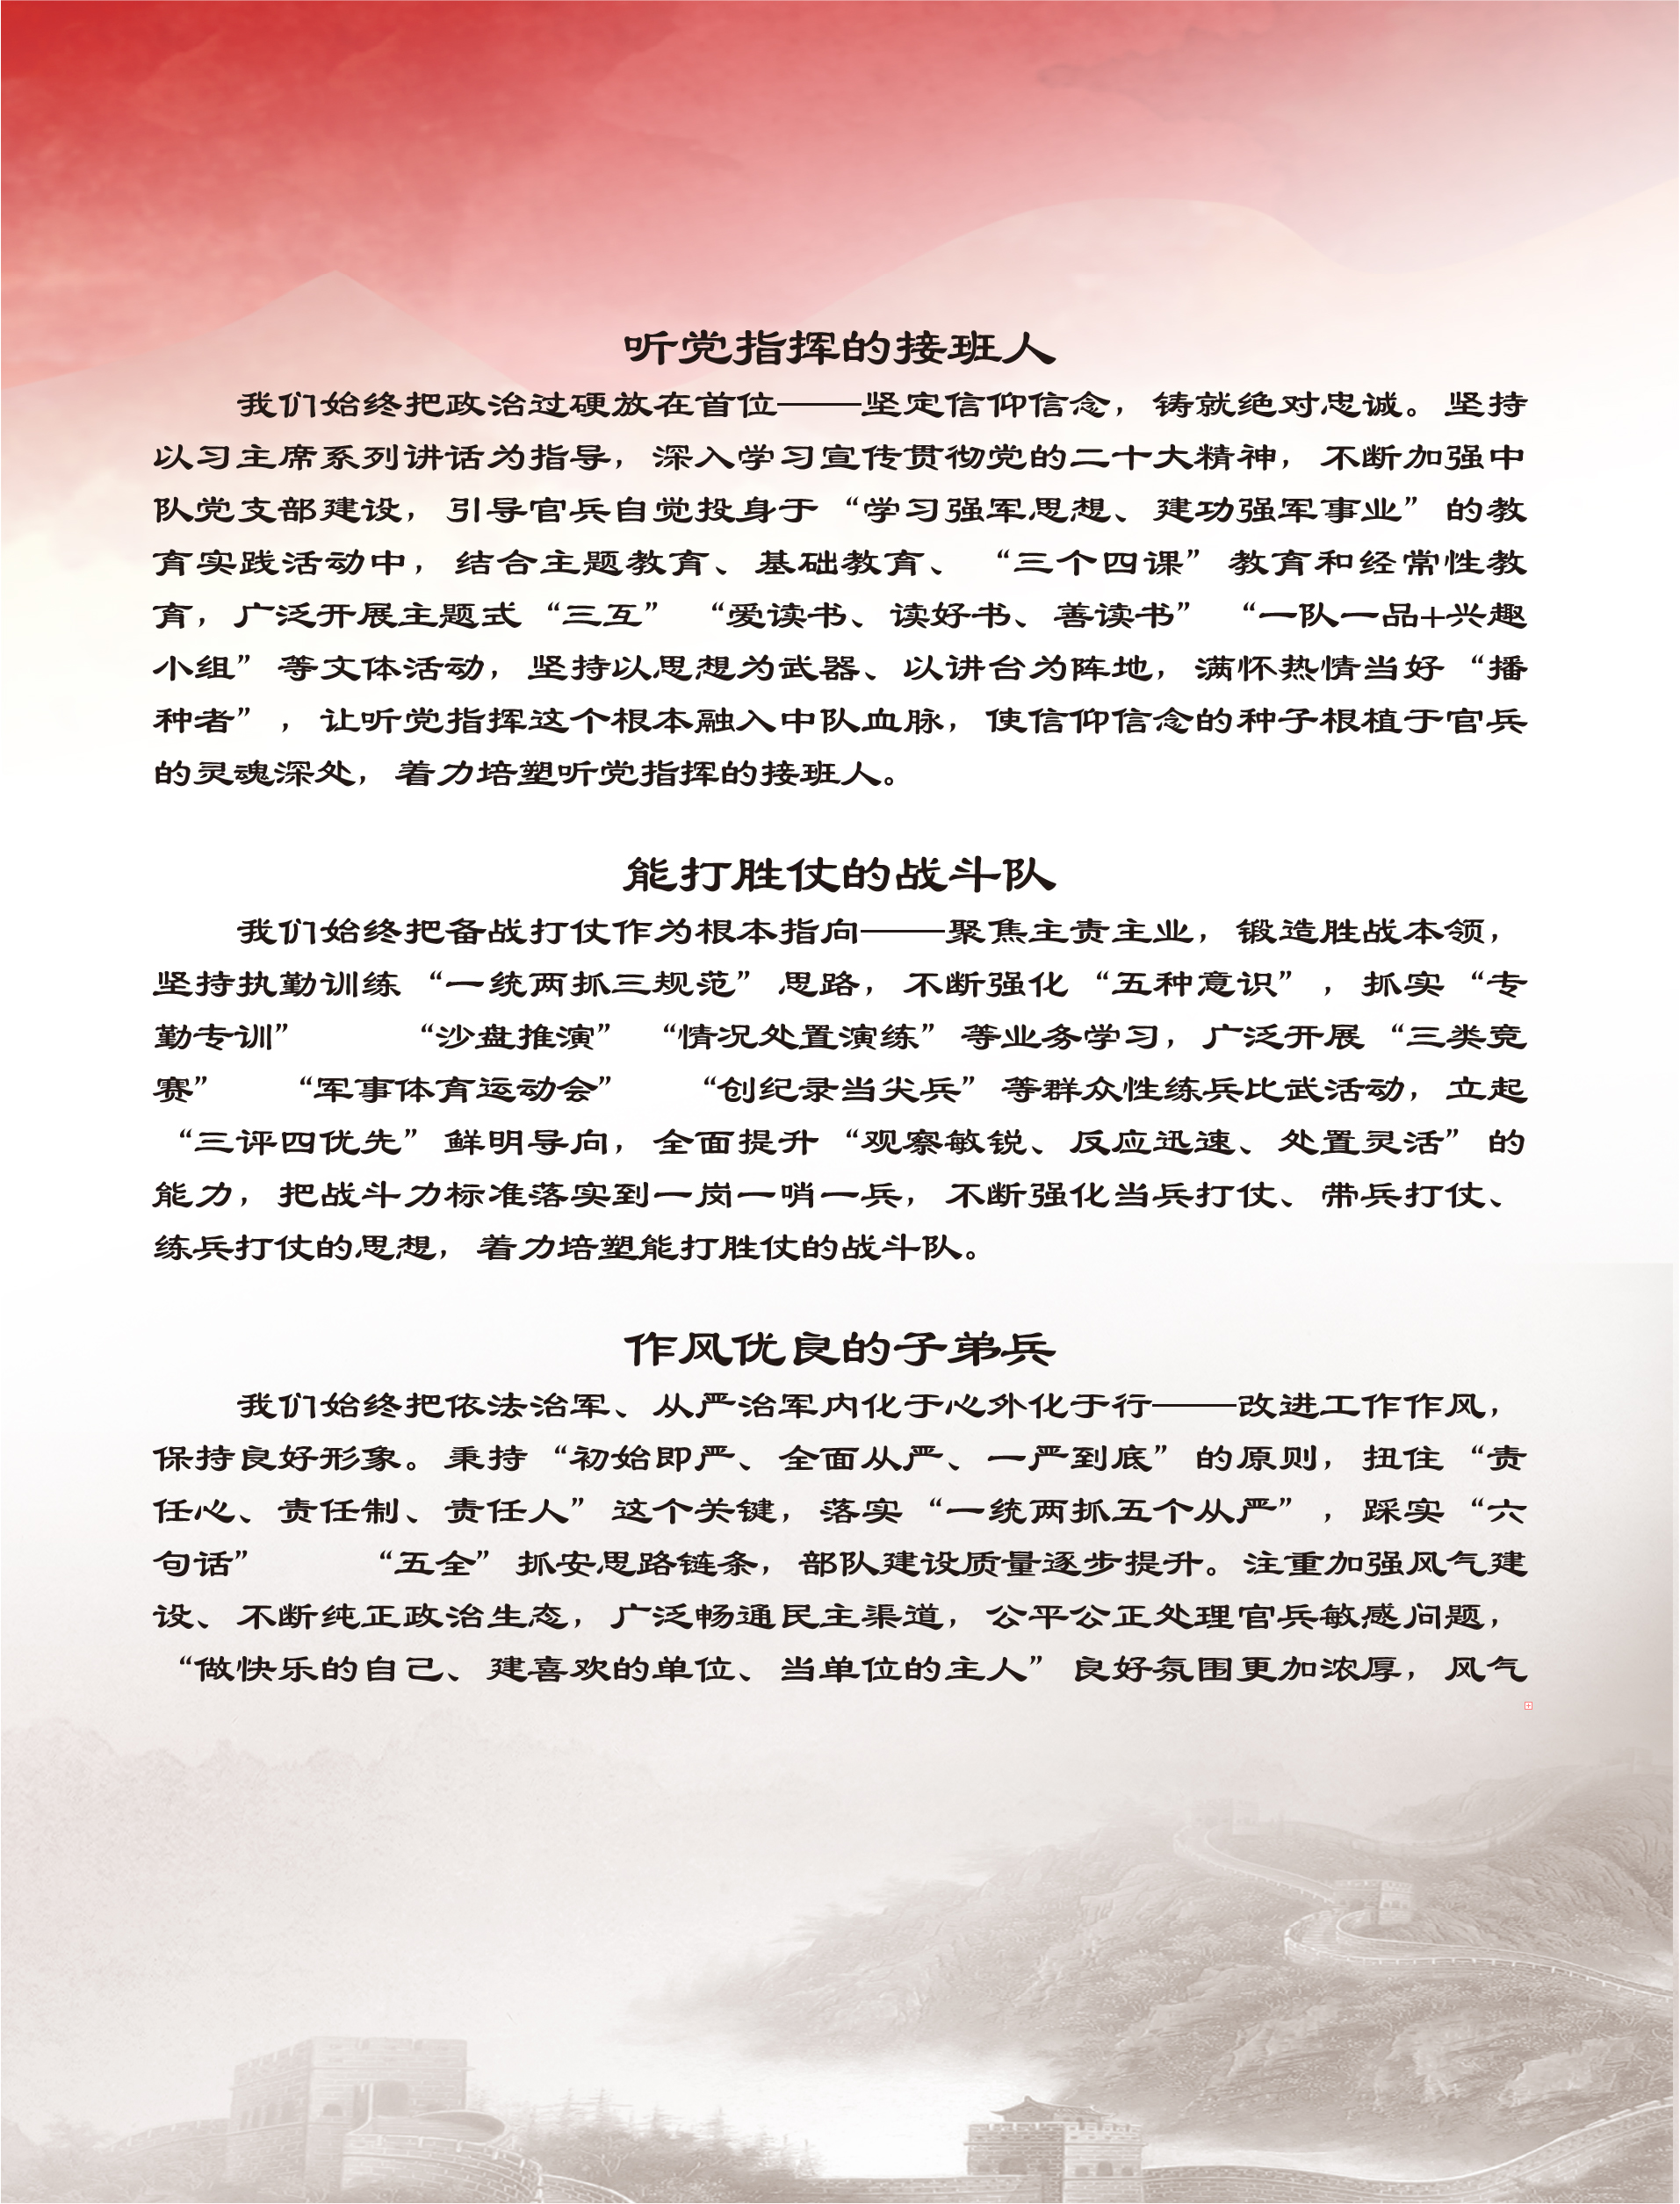 听党指挥的接班人
我们始终把政治过硬放在首位——坚定信仰信念，铸就绝对忠诚。坚持
以习主席系列讲话为指导，深入学习宣传贯彻党的二十大精神，不断加强中
队党支部建设，引导官兵自觉投身于“学习强军思想、建功强军事业”的教
育实践活动中，结合主题教育、基础教育、“三个四课”教育和经常性教
育，广泛开展主题式“三互” “爱读书、读好书、善读书” “一队一品+兴趣
小组”等文体活动，坚持以思想为武器、以讲台为阵地，满怀热情当好“播
种者”，让听党指挥这个根本融入中队血脉，使信仰信念的种子根植于官兵
的灵魂深处，着力培塑听党指挥的接班人。
能打胜仗的战斗队
我们始终把备战打仗作为根本指向——聚焦主责主业，锻造胜战本领，
坚持执勤训练“一统两抓三规范”思路，不断强化“五种意识”，抓实“专
勤专训” “沙盘推演” “情况处置演练”等业务学习，广泛开展“三类竞
赛” “军事体育运动会” “创纪录当尖兵”等群众性练兵比武活动，立起
“三评四优先”鲜明导向，全面提升“观察敏锐、反应迅速、处置灵活”的
能力，把战斗力标准落实到一岗一哨一兵，不断强化当兵打仗、带兵打仗、
练兵打仗的思想，着力培塑能打胜仗的战斗队。
作风优良的子弟兵
我们始终把依法治军、从严治军内化于心外化于行——改进工作作风，
保持良好形象。秉持“初始即严、全面从严、一严到底”的原则，扭住“责
任心、责任制、责任人”这个关键，落实“一统两抓五个从严”，踩实“六
句话” “五全”抓安思路链条，部队建设质量逐步提升。注重加强风气建
设、不断纯正政治生态，广泛畅通民主渠道，公平公正处理官兵敏感问题，
“做快乐的自己、建喜欢的单位、当单位的主人”良好氛围更加浓厚，风气